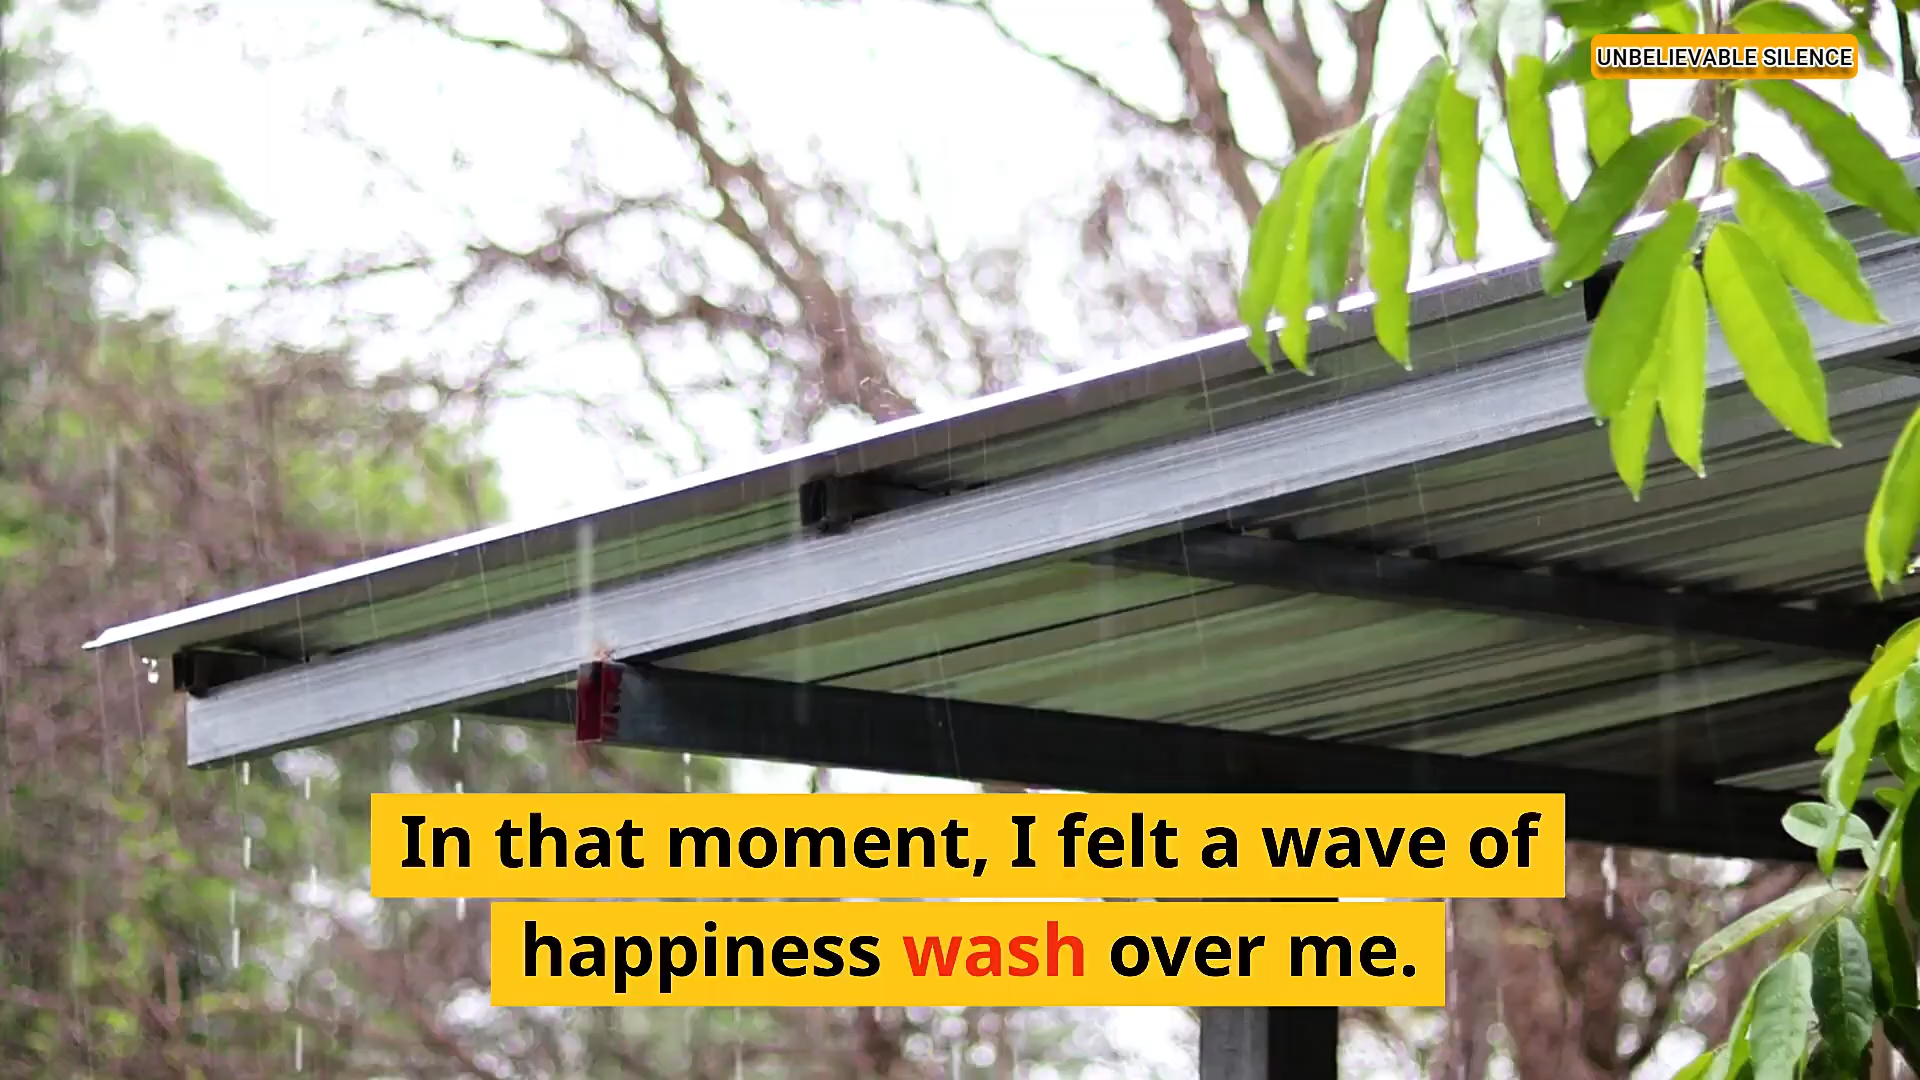 UNBELIEVABLE SILENCE
In that moment, I felt a wave of
happiness wash over me.